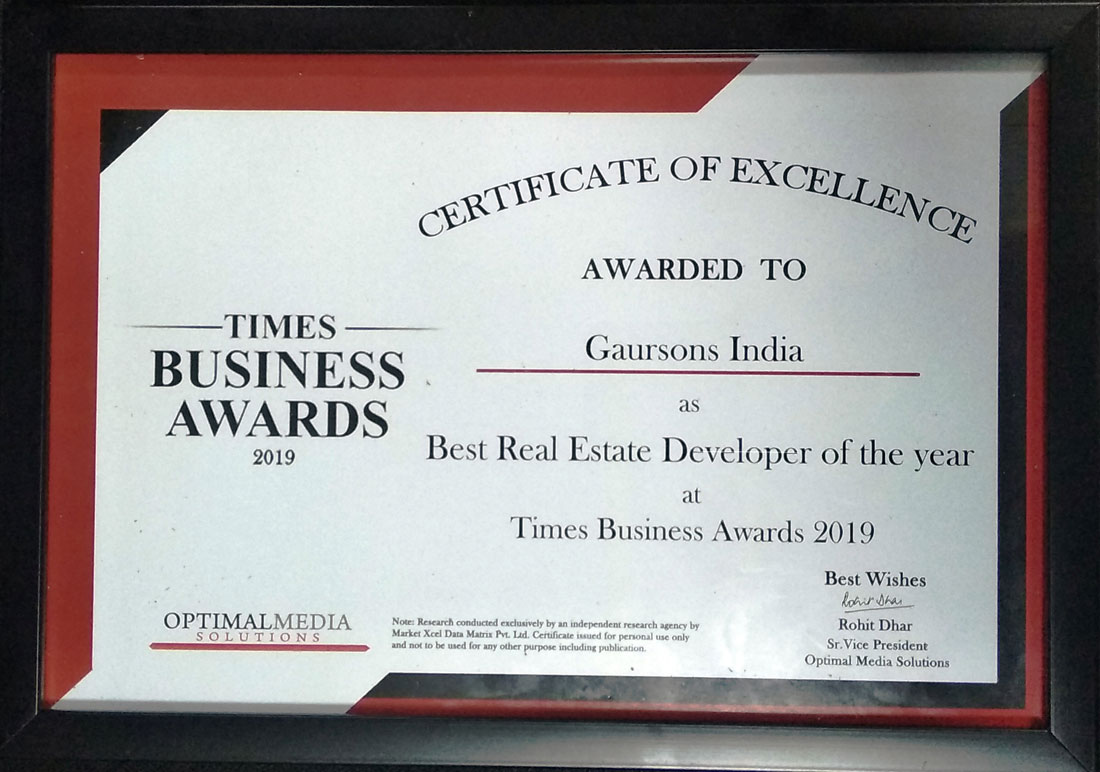 CERTIFICATE OF EXCELLENCE
AWARDED TO
Gaursons India
as
Best Real Estate Developer of the year
at
Times Business Awards 2019
TIMES
BUSINESS
AWARDS
2019
OPTIMALMEDIA
SOLUTIONS
Note: Research conducted exclusively by an independent research agency by
Market Xcel Data Matrix Pvt. Ltd. Certificate issued for personal use only
and not to be used for any other purpose including publication.
Best Wishes
Rohit Dhar
Rohit Dhar
Sr.Vice President
Optimal Media Solutions